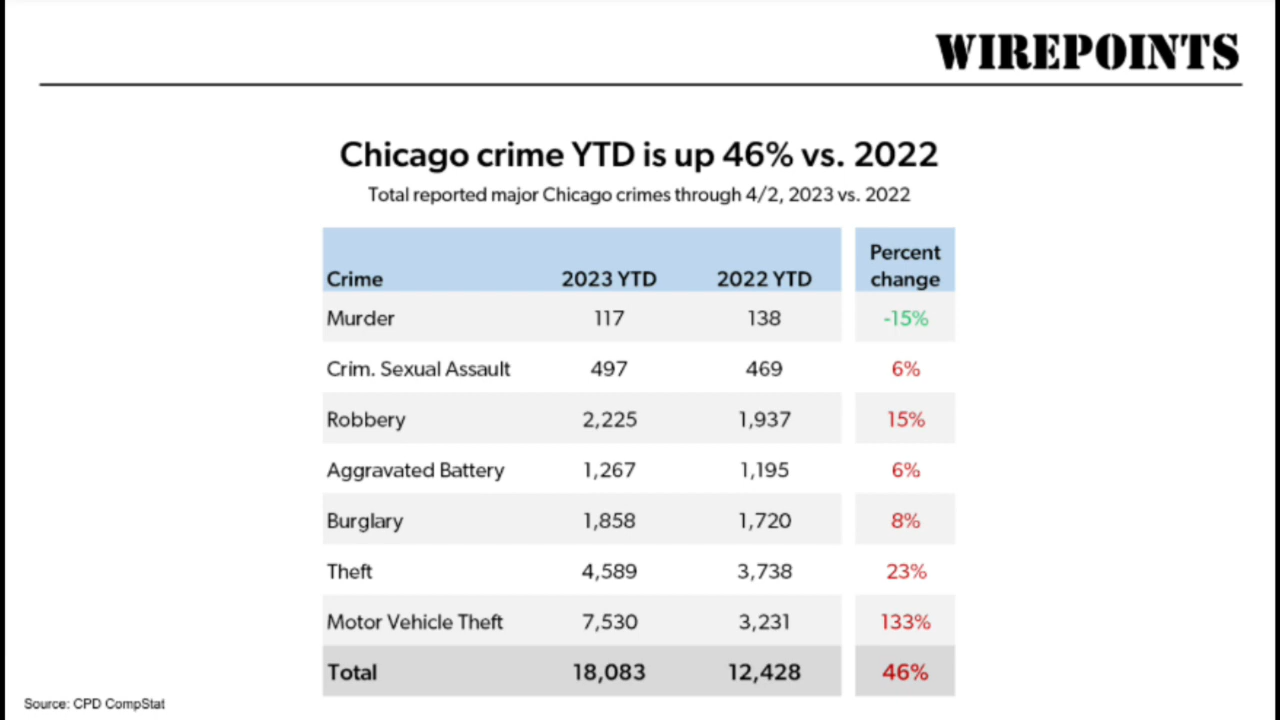 WIREPOINTS
Chicago crime YTD is up 46% vs. 2022
Total reported major Chicago crimes through 4/2, 2023 vs. 2022
Crime 2023 YTD 2022 YTD Percent change
Murder 117 138 -15%
Crim. Sexual Assault 497 469 6%
Robbery 2,225 1,937 15%
Aggravated Battery 1,267 1,195 6%
Burglary 1,858 1,720 8%
Theft 4,589 3,738 23%
Motor Vehicle Theft 7,530 3,231 133%
Total 18,083 12,428 46%
Source: CPD CompStat